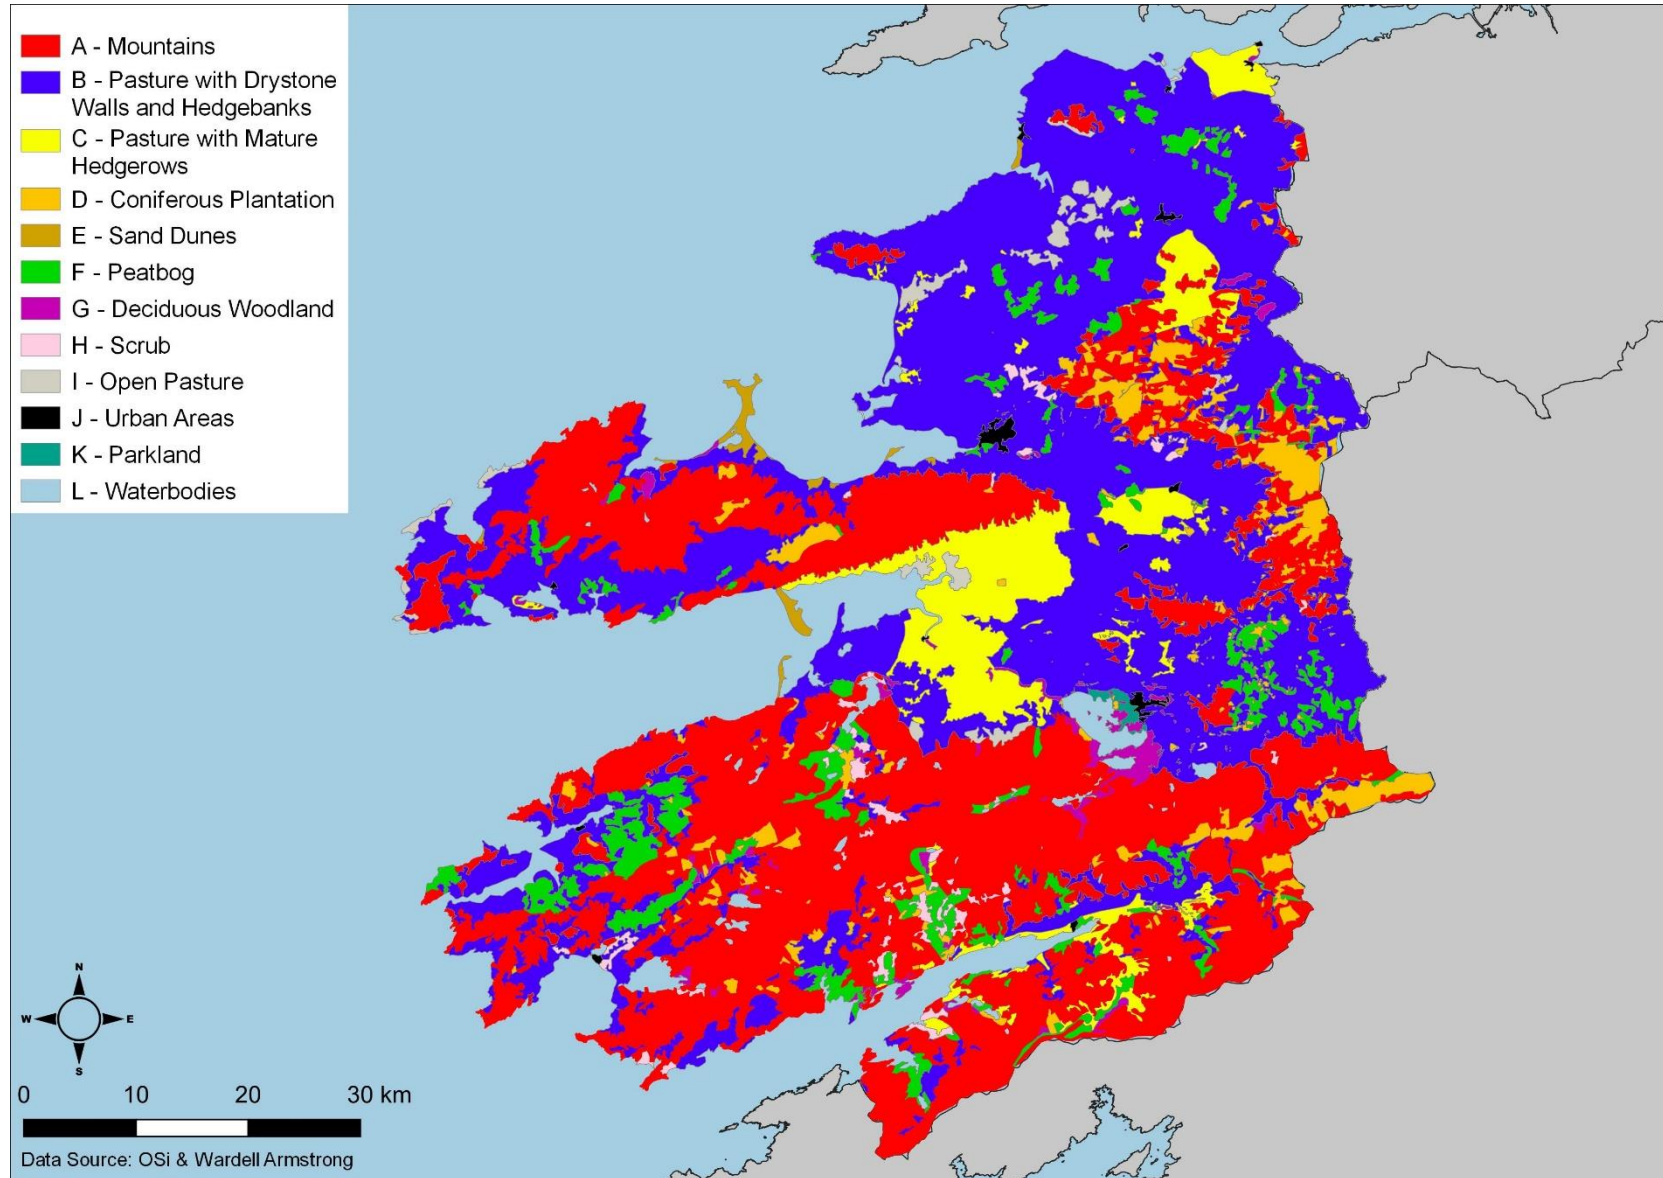 A - Mountains
B - Pasture with Drystone
Walls and Hedgebanks
C - Pasture with Mature
Hedgerows
D - Coniferous Plantation
E - Sand Dunes
F - Peatbog
G - Deciduous Woodland
H - Scrub
I - Open Pasture
J - Urban Areas
K - Parkland
L - Waterbodies
N
W E
S
0 10 20 30 km
Data Source: OSi & Wardell Armstrong